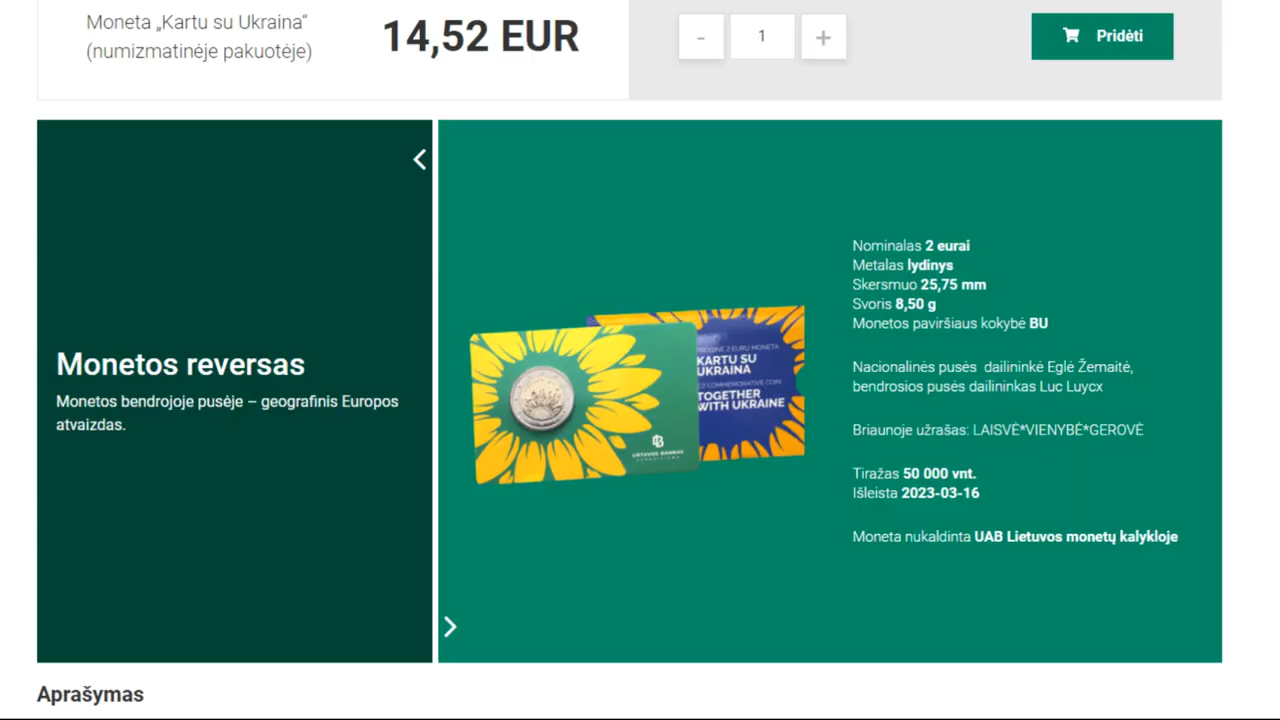 Moneta „Kartu su Ukraina“
(numizmatinėje pakuotėje)
14,52 EUR
-
1
+
Pridėti
Monetos reversas
Monetos bendrojoje pusėje – geografinis Europos
atvaizdas.
KARTU SU
UKRAINA
TOGETHER
WITH UKRAINE
LIETUVOS BANKAS
Nominalas 2 eurai
Metalas lydinys
Skersmuo 25,75 mm
Svoris 8,50 g
Monetos paviršiaus kokybė BU
Nacionalinės pusės dailininkė Eglė Žemaitė,
bendrosios pusės dailininkas Luc Luycx
Briaunoje užrašas: LAISVĖ*VIENYBĖ*GEROVĖ
Tiražas 50 000 vnt.
Išleista 2023-03-16
Moneta nukaldinta UAB Lietuvos monetų kalykloje
Aprašymas